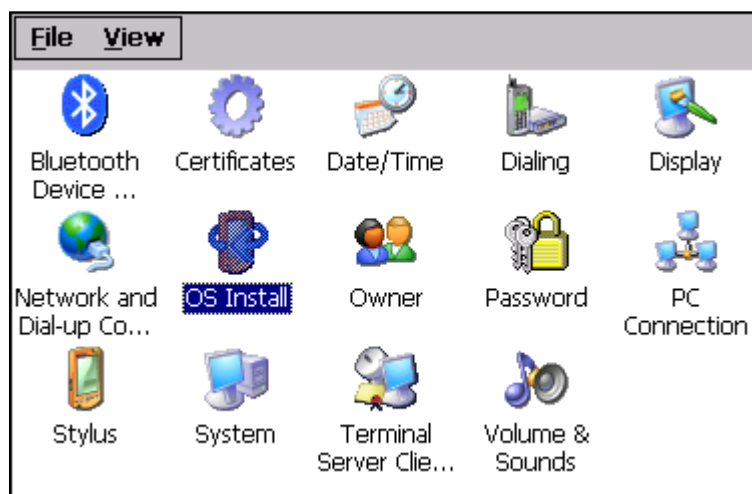 File View
Bluetooth Device ...
Certificates
Date/Time
Dialing
Display
Network and Dial-up Co...
OS Install
Owner
Password
PC Connection
Stylus
System
Terminal Server Clie...
Volume & Sounds